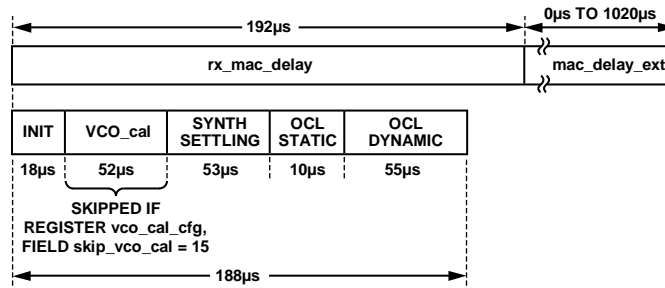 192µs
0µs TO 1020µs
rx_mac_delay
mac_delay_ext
INIT
VCO_cal
SYNTH
SETTLING
OCL
STATIC
OCL
DYNAMIC
18µs
52µs
53µs
10µs
55µs
SKIPPED IF
REGISTER vco_cal_cfg,
FIELD skip_vco_cal = 15
188µs